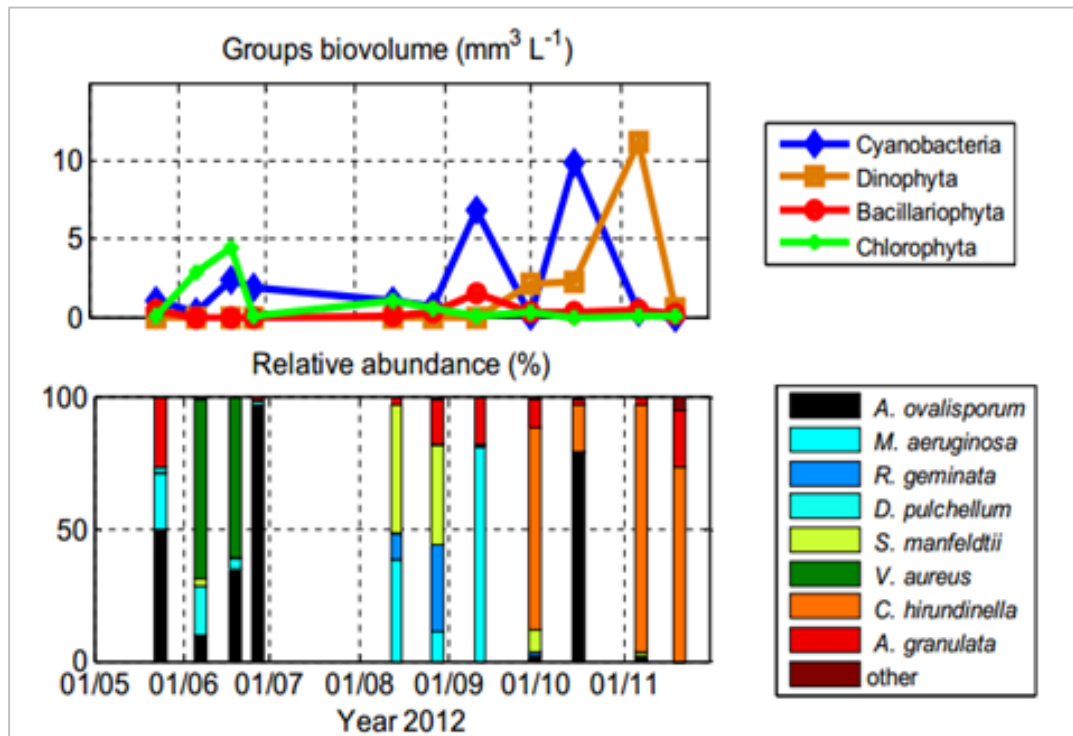 Groups biovolume (mm³ L⁻¹)
10
5
0
Cyanobacteria
Dinophyta
Bacillariophyta
Chlorophyta
Relative abundance (%)
100
50
0
01/05 01/06 01/07 01/08 01/09 01/10 01/11
Year 2012
A. ovalisporum
M. aeruginosa
R. geminata
D. pulchellum
S. manfeldtii
V. aureus
C. hirundinella
A. granulata
other